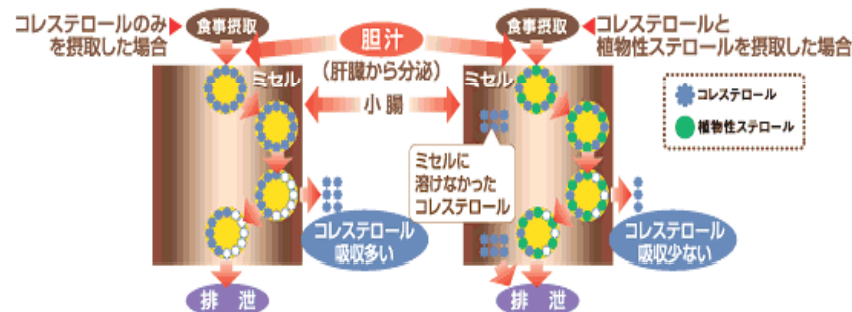 コレステロールのみ
を摂取した場合
食事摂取
胆汁
(肝臓から分泌)
小腸
ミセル
コレステロール
吸収多い
排 泄
食事摂取
コレステロールと
植物性ステロールを摂取した場合
ミセル
コレステロール
植物性ステロール
ミセルに
溶けなかった
コレステロール
コレステロール
吸収少ない
排 泄